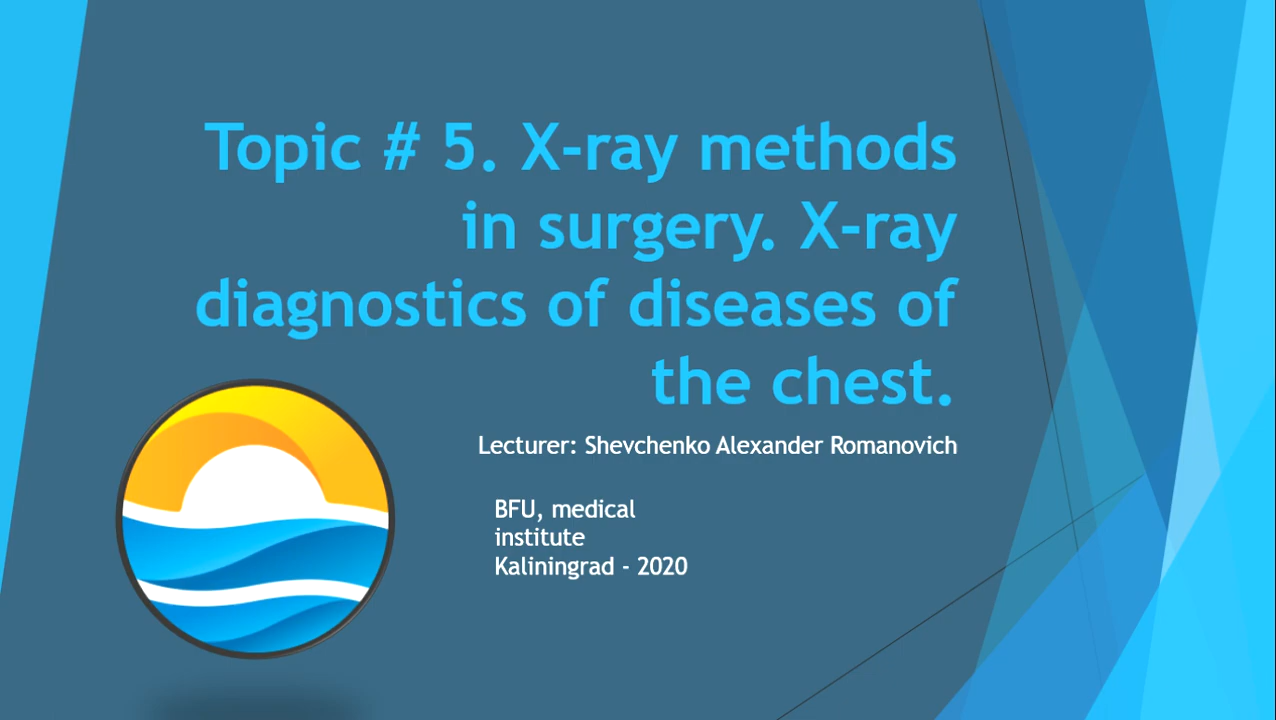 Topic # 5. X-ray methods
in surgery. X-ray
diagnostics of diseases of
the chest.
Lecturer: Shevchenko Alexander Romanovich
BFU, medical
institute
Kaliningrad - 2020